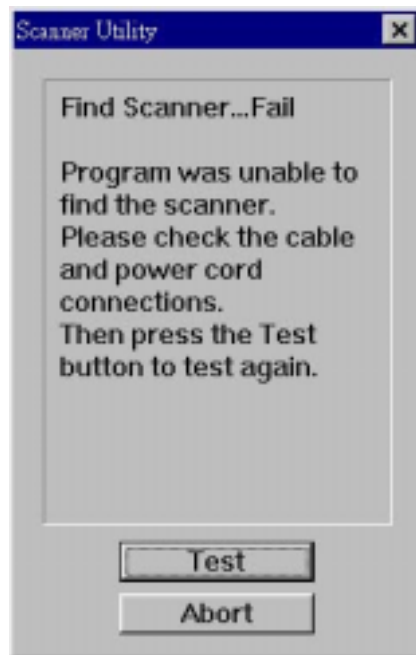 Scanner Utility
Find Scanner...Fail
Program was unable to
find the scanner.
Please check the cable
and power cord
connections.
Then press the Test
button to test again.
Test
Abort